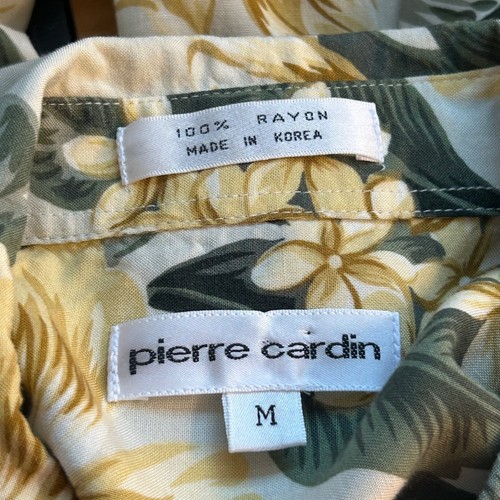 100% RAYON
MADE IN KOREA
pierre cardin
M